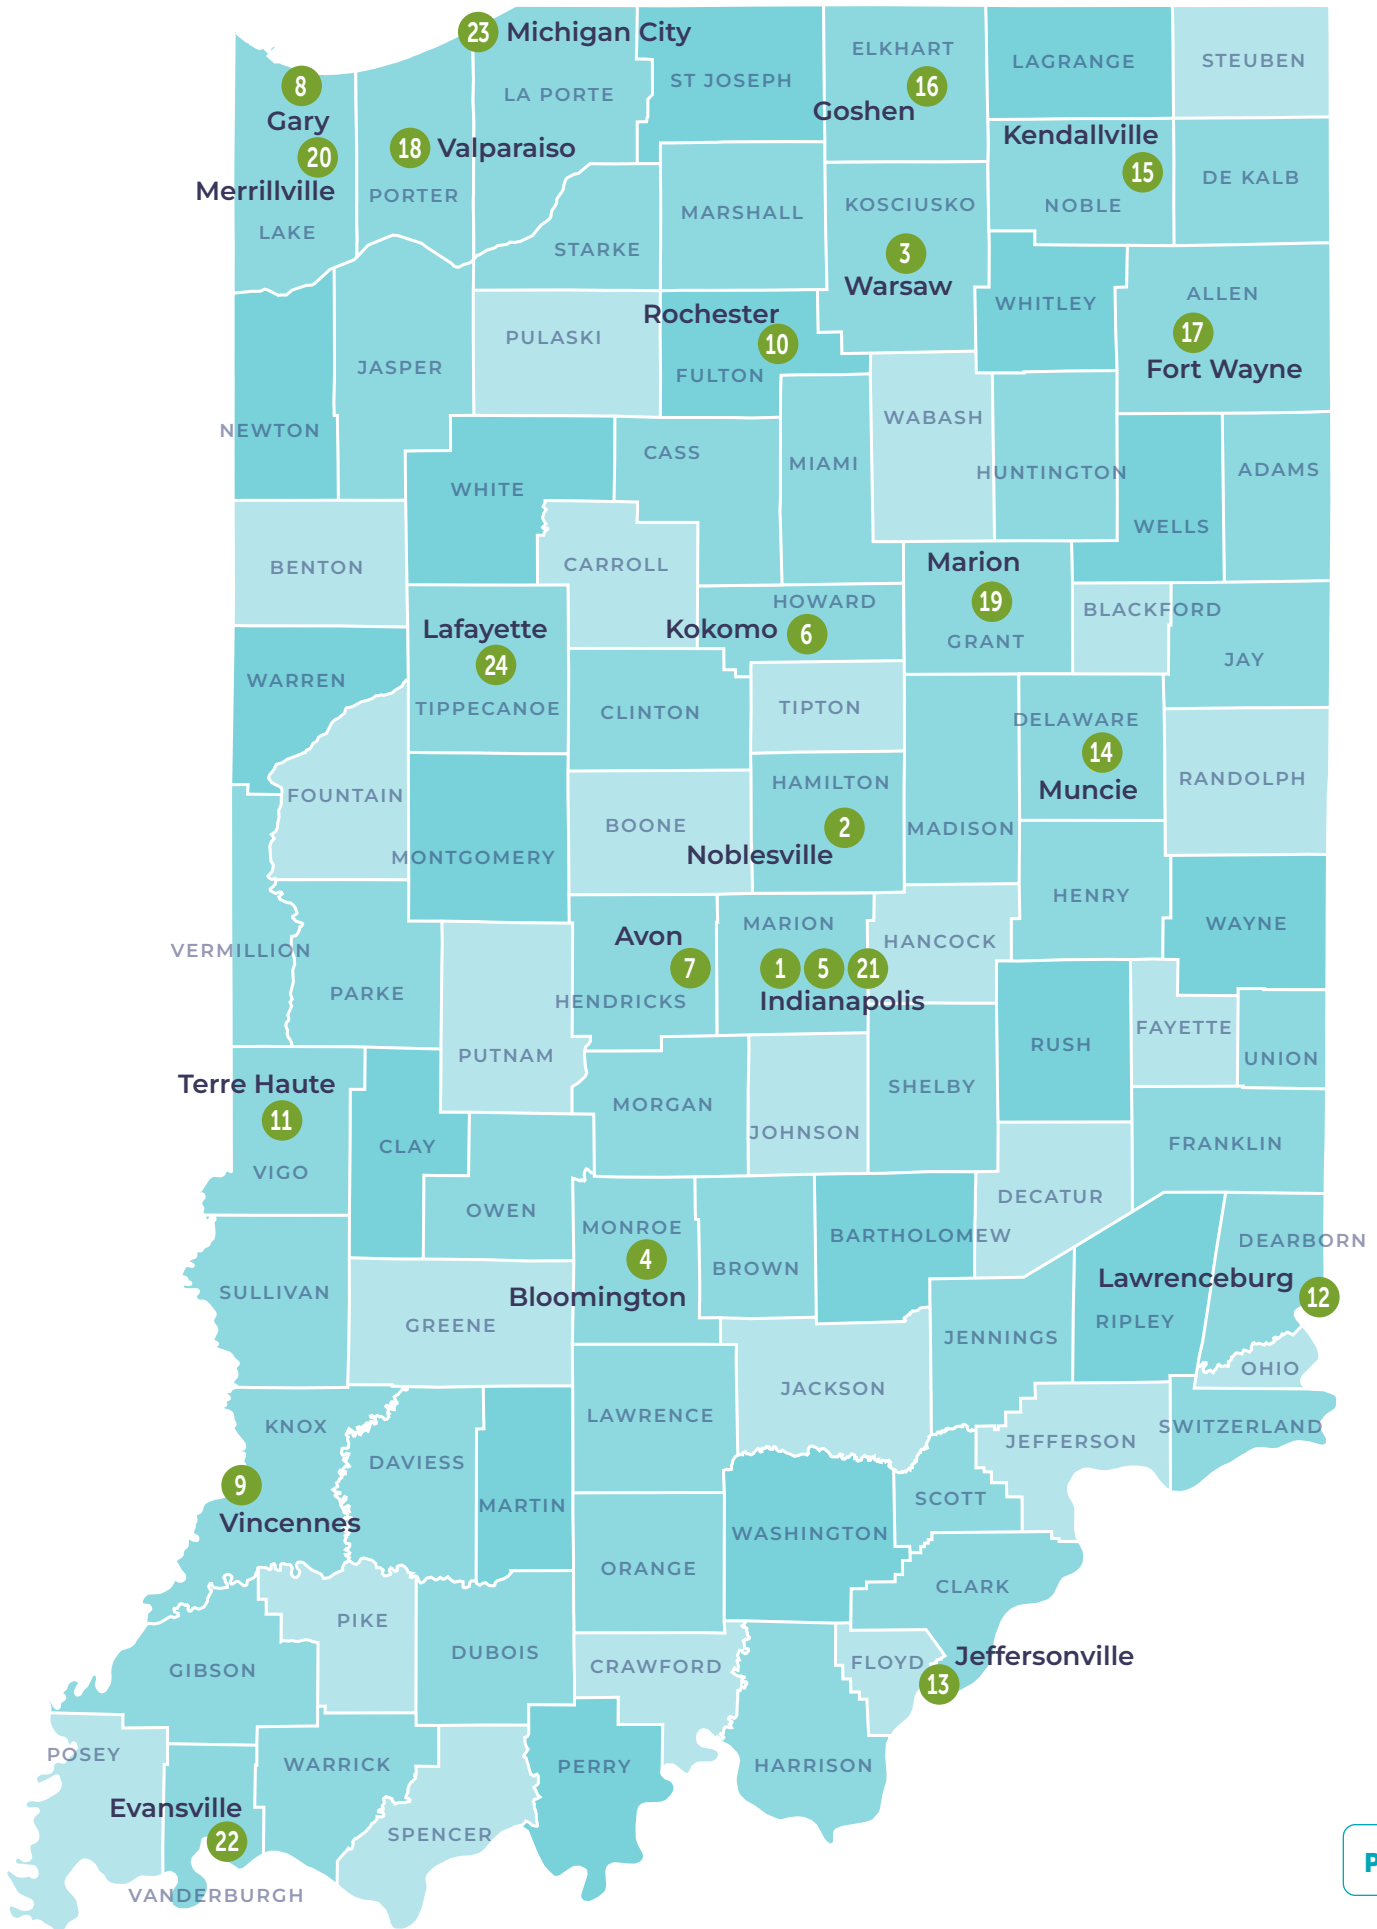 23 Michigan City
ELKHART
LAGRANGE
STEUBEN
ST JOSEPH
8
LA PORTE
16
Goshen
Gary
Kendallville
20
18 Valparaiso
15
DE KALB
Merrillville
PORTER
KOSCIUSKO
NOBLE
MARSHALL
LAKE
STARKE
3
Warsaw
ALLEN
WHITLEY
Rochester
17
PULASKI
10
JASPER
FULTON
Fort Wayne
WABASH
NEWTON
CASS
MIAMI
HUNTINGTON
ADAMS
WHITE
WELLS
BENTON
CARROLL
Marion
HOWARD
19
BLACKFORD
Lafayette
Kokomo 6
GRANT
24
JAY
WARREN
TIPPECANOE
CLINTON
TIPTON
DELAWARE
14
HAMILTON
RANDOLPH
FOUNTAIN
Muncie
BOONE
2
MADISON
Noblesville
MONTGOMERY
HENRY
MARION
WAYNE
Avon
HANCOCK
VERMILLION
7
1 5 21
PARKE
HENDRICKS
Indianapolis
FAYETTE
RUSH
PUTNAM
UNION
Terre Haute
SHELBY
MORGAN
11
JOHNSON
CLAY
FRANKLIN
VIGO
DECATUR
OWEN
MONROE
BARTHOLOMEW
DEARBORN
4
BROWN
Lawrenceburg
SULLIVAN
Bloomington
12
GREENE
RIPLEY
JENNINGS
OHIO
JACKSON
LAWRENCE
KNOX
SWITZERLAND
JEFFERSON
DAVIESS
9
SCOTT
MARTIN
Vincennes
WASHINGTON
ORANGE
CLARK
PIKE
DUBOIS
Jeffersonville
FLOYD
CRAWFORD
GIBSON
13
POSEY
WARRICK
PERRY
HARRISON
Evansville
SPENCER
22
P
VANDERBURGH